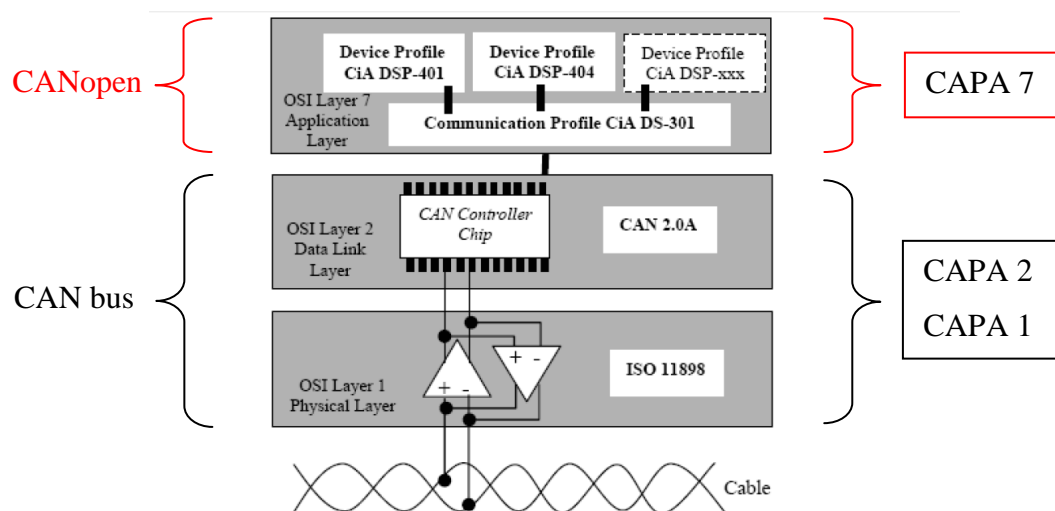 CANopen
Device Profile
CiA DSP-401
Device Profile
CiA DSP-404
Device Profile
CiA DSP-xxx
OSI Layer 7
Application
Layer
Communication Profile CiA DS-301
CAPA 7
CAN bus
OSI Layer 2
Data Link
Layer
CAN Controller
Chip
CAN 2.0A
CAPA 2
CAPA 1
OSI Layer 1
Physical Layer
+ -
+ -
ISO 11898
Cable